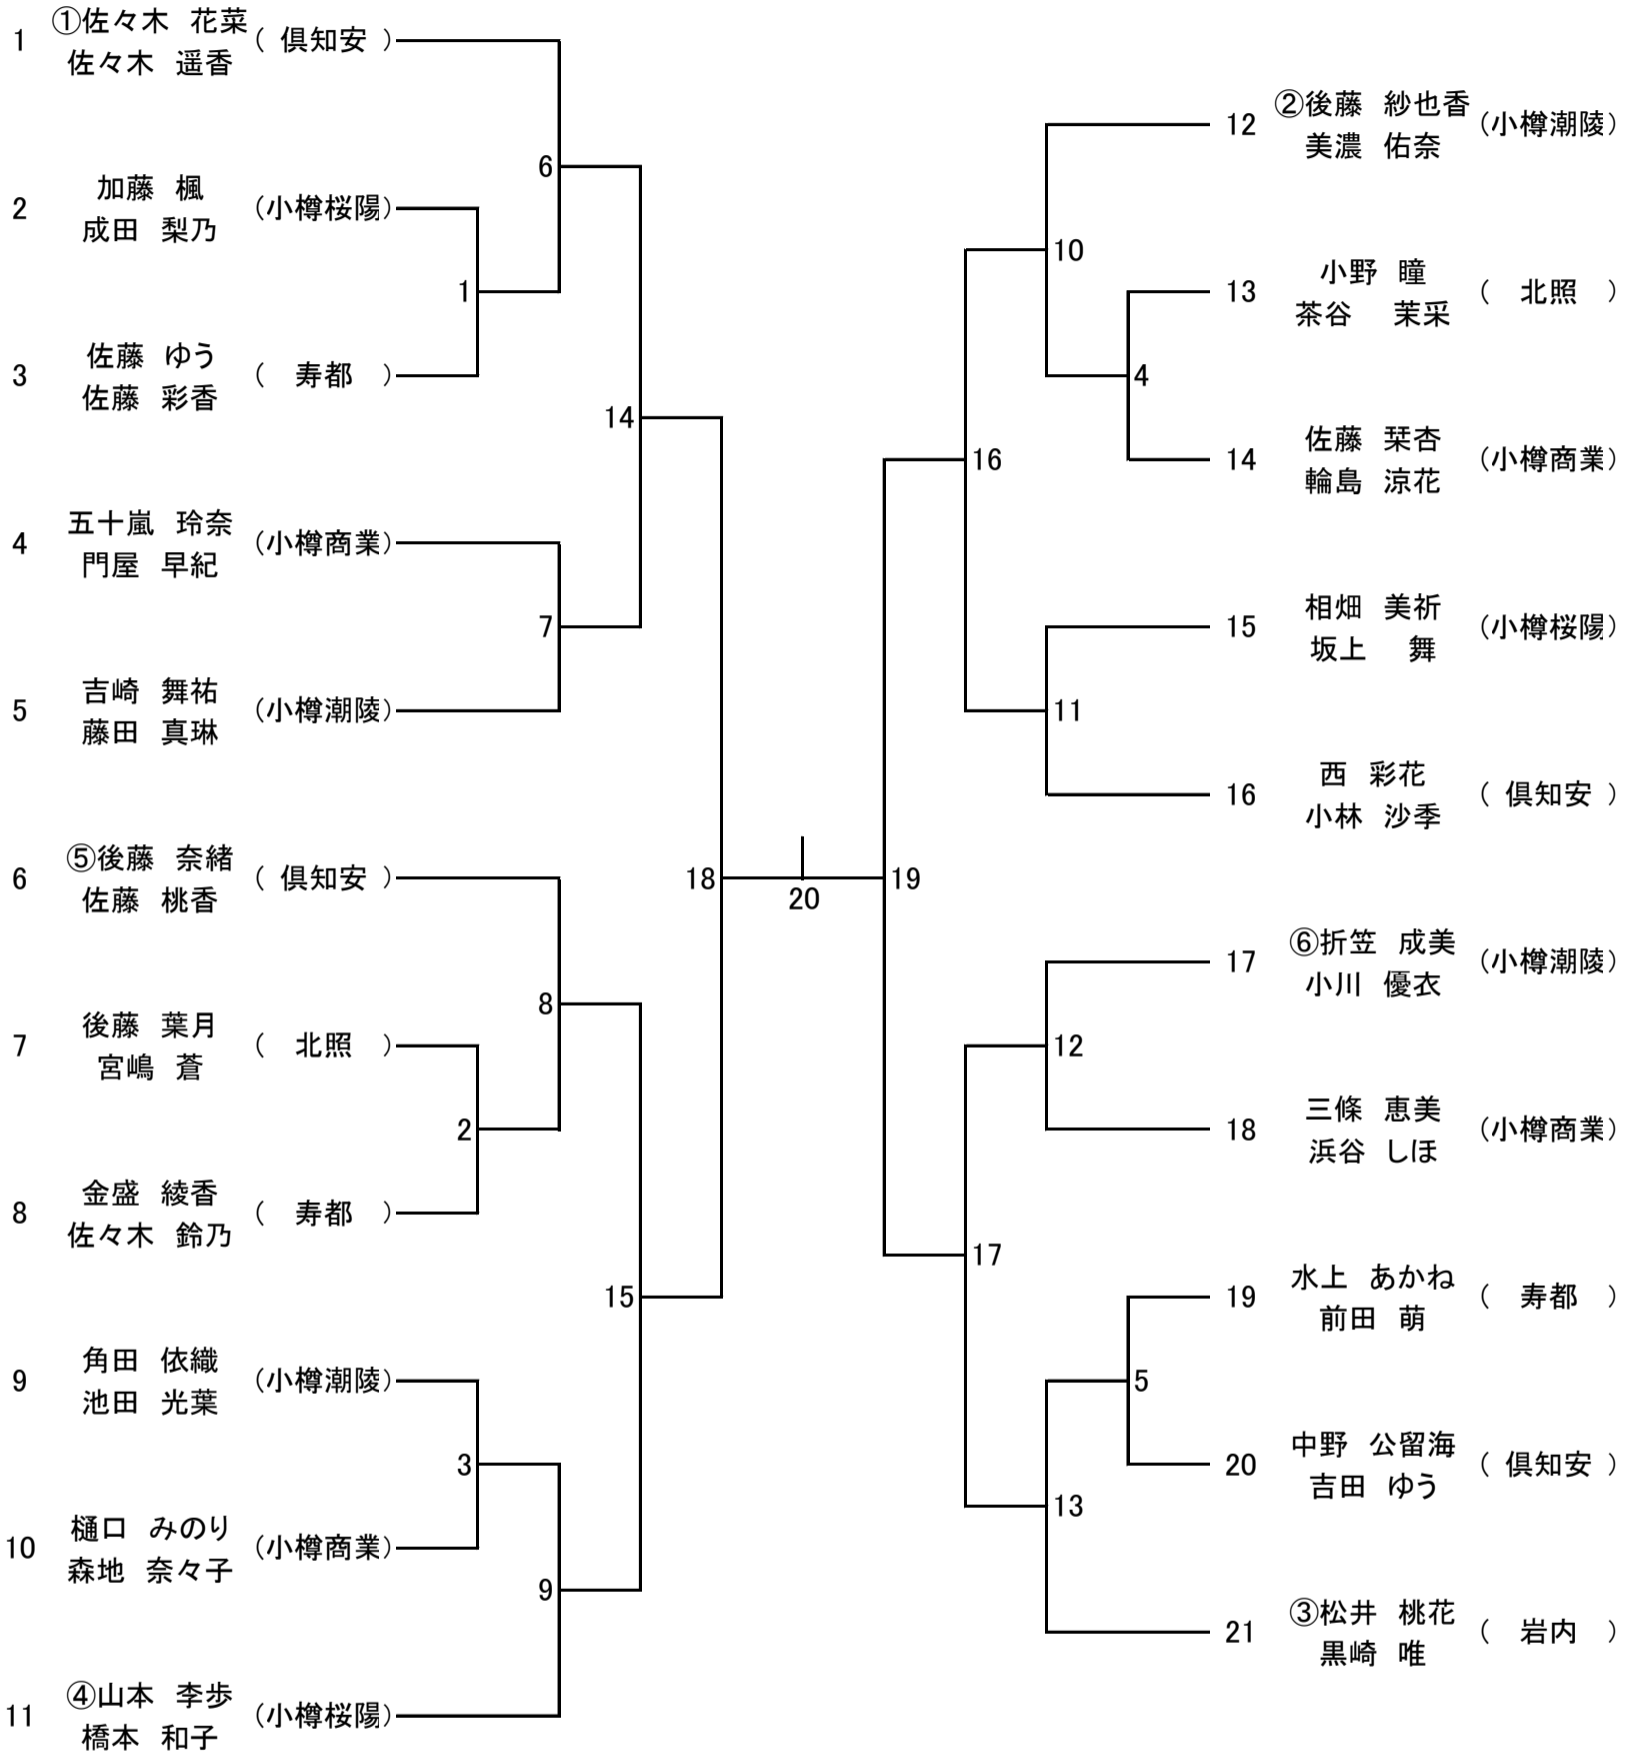 1 ①佐々木 花菜 ( 倶知安 )
佐々木 遥香
6
2 加藤 楓 (小樽桜陽)
成田 梨乃
1
3 佐藤 ゆう ( 寿都 )
佐藤 彩香
14
4 五十嵐 玲奈 (小樽商業)
門屋 早紀
7
5 吉崎 舞祐 (小樽潮陵)
藤田 真琳
6 ⑤後藤 奈緒 ( 倶知安 )
佐藤 桃香
18
8
7 後藤 葉月 ( 北照 )
宮嶋 蒼
2
8 金盛 綾香 ( 寿都 )
佐々木 鈴乃
15
9 角田 依織 (小樽潮陵)
池田 光葉
3
10 樋口 みのり (小樽商業)
森地 奈々子
9
11 ④山本 李歩 (小樽桜陽)
橋本 和子
20
12 ②後藤 紗也香 (小樽潮陵)
美濃 佑奈
10
13 小野 瞳 ( 北照 )
茶谷 茉采
4
14 佐藤 栞杏 (小樽商業)
輪島 涼花
16
15 相畑 美祈 (小樽桜陽)
坂上 舞
11
16 西 彩花 ( 倶知安 )
小林 沙季
19
17 ⑥折笠 成美 (小樽潮陵)
小川 優衣
12
18 三條 恵美 (小樽商業)
浜谷 しほ
17
19 水上 あかね ( 寿都 )
前田 萌
5
20 中野 公留海 ( 倶知安 )
吉田 ゆう
13
21 ③松井 桃花 ( 岩内 )
黒崎 唯